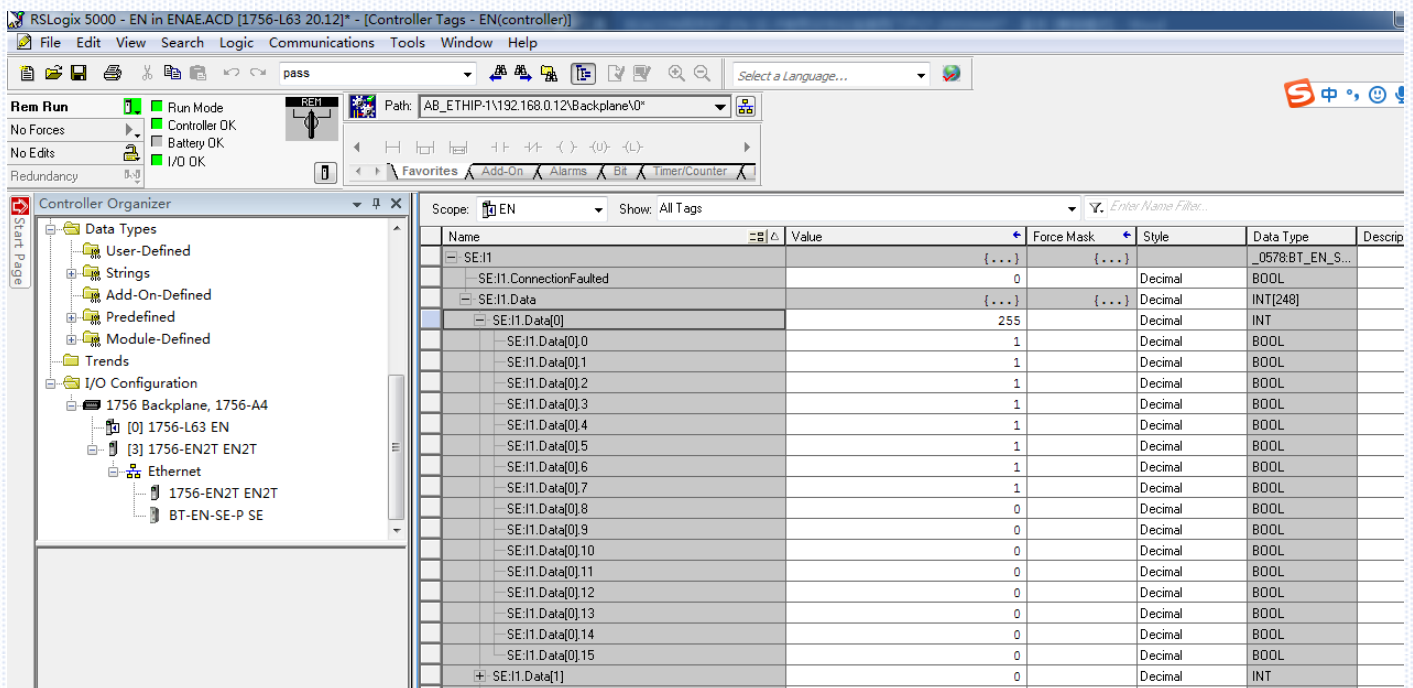 RSLogix 5000 - EN in ENAE.ACD [1756-L63 20.12]* - [Controller Tags - EN(controller)]
File Edit View Search Logic Communications Tools Window Help
pass
Select a Language...
Rem Run
Run Mode
REM
Path: AB_ETHIP-1\192.168.0.12\Backplane\0*
中
No Forces
Controller OK
Battery OK
No Edits
I/O OK
Redundancy
Favorites Add-On Alarms Bit Timer/Counter
Start Page
Controller Organizer
Data Types
User-Defined
Strings
Add-On-Defined
Predefined
Module-Defined
Trends
I/O Configuration
1756 Backplane, 1756-A4
[0] 1756-L63 EN
[3] 1756-EN2T EN2T
Ethernet
1756-EN2T EN2T
BT-EN-SE-P SE
Scope: EN Show: All Tags Enter Name Filter...
Name Value Force Mask Style Data Type Descrip
SE:I1 {...} {...} _0578:BT_EN_S...
SE:I1.ConnectionFaulted 0 Decimal BOOL
SE:I1.Data {...} {...} Decimal INT[248]
SE:I1.Data[0] 255 Decimal INT
SE:I1.Data[0].0 1 Decimal BOOL
SE:I1.Data[0].1 1 Decimal BOOL
SE:I1.Data[0].2 1 Decimal BOOL
SE:I1.Data[0].3 1 Decimal BOOL
SE:I1.Data[0].4 1 Decimal BOOL
SE:I1.Data[0].5 1 Decimal BOOL
SE:I1.Data[0].6 1 Decimal BOOL
SE:I1.Data[0].7 1 Decimal BOOL
SE:I1.Data[0].8 0 Decimal BOOL
SE:I1.Data[0].9 0 Decimal BOOL
SE:I1.Data[0].10 0 Decimal BOOL
SE:I1.Data[0].11 0 Decimal BOOL
SE:I1.Data[0].12 0 Decimal BOOL
SE:I1.Data[0].13 0 Decimal BOOL
SE:I1.Data[0].14 0 Decimal BOOL
SE:I1.Data[0].15 0 Decimal BOOL
SE:I1.Data[1] 0 Decimal INT